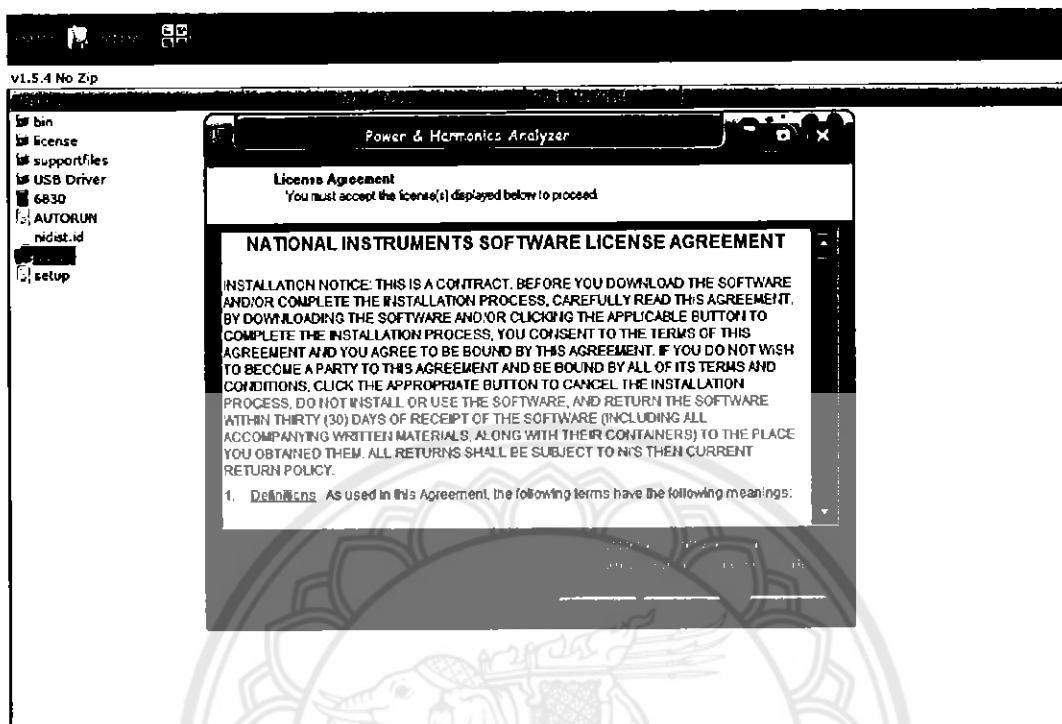 v1.5.4 No Zip
bin
license
supportfiles
USB Driver
6830
AUTORUN
nidist.id
setup
Power & Harmonics Analyzer
License Agreement
You must accept the license(s) displayed below to proceed.
NATIONAL INSTRUMENTS SOFTWARE LICENSE AGREEMENT
INSTALLATION NOTICE: THIS IS A CONTRACT. BEFORE YOU DOWNLOAD THE SOFTWARE
AND/OR COMPLETE THE INSTALLATION PROCESS, CAREFULLY READ THIS AGREEMENT.
BY DOWNLOADING THE SOFTWARE AND/OR CLICKING THE APPLICABLE BUTTON TO
COMPLETE THE INSTALLATION PROCESS, YOU CONSENT TO THE TERMS OF THIS
AGREEMENT AND YOU AGREE TO BE BOUND BY THIS AGREEMENT. IF YOU DO NOT WISH
TO BECOME A PARTY TO THIS AGREEMENT AND BE BOUND BY ALL OF ITS TERMS AND
CONDITIONS, CLICK THE APPROPRIATE BUTTON TO CANCEL THE INSTALLATION
PROCESS, DO NOT INSTALL OR USE THE SOFTWARE, AND RETURN THE SOFTWARE
WITHIN THIRTY (30) DAYS OF RECEIPT OF THE SOFTWARE (INCLUDING ALL
ACCOMPANYING WRITTEN MATERIALS, ALONG WITH THEIR CONTAINERS) TO THE PLACE
YOU OBTAINED THEM. ALL RETURNS SHALL BE SUBJECT TO NI'S THEN CURRENT
RETURN POLICY.
1. Definitions As used in this Agreement, the following terms have the following meanings: